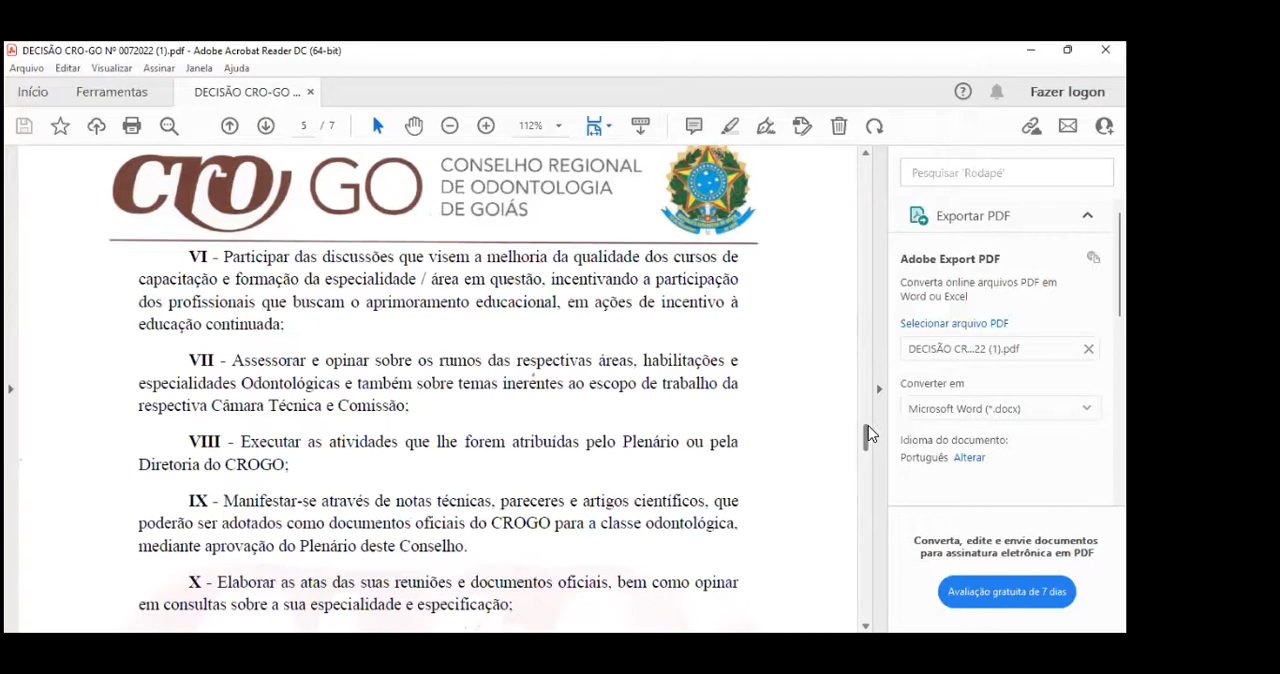 DECISÃO CRO-GO Nº 0072022 (1).pdf - Adobe Acrobat Reader DC (64-bit)
Arquivo Editar Visualizar Assinar Janela Ajuda
Início Ferramentas DECISÃO CRO-GO ... × Fazer logon
5 / 7 112%
cro GO CONSELHO REGIONAL
DE ODONTOLOGIA
DE GOIÁS
VI - Participar das discussões que visem a melhoria da qualidade dos cursos de
capacitação e formação da especialidade / área em questão, incentivando a participação
dos profissionais que buscam o aprimoramento educacional, em ações de incentivo à
educação continuada;
VII - Assessorar e opinar sobre os rumos das respectivas áreas, habilitações e
especialidades Odontológicas e também sobre temas inerentes ao escopo de trabalho da
respectiva Câmara Técnica e Comissão;
VIII - Executar as atividades que lhe forem atribuídas pelo Plenário ou pela
Diretoria do CROGO;
IX - Manifestar-se através de notas técnicas, pareceres e artigos científicos, que
poderão ser adotados como documentos oficiais do CROGO para a classe odontológica,
mediante aprovação do Plenário deste Conselho.
X - Elaborar as atas das suas reuniões e documentos oficiais, bem como opinar
em consultas sobre a sua especialidade e especificação;
Pesquisar 'Rodapé'
Exportar PDF
Adobe Export PDF
Converta online arquivos PDF em
Word ou Excel
Selecionar arquivo PDF
DECISÃO CR...22 (1).pdf
Converter em
Microsoft Word (*.docx)
Idioma do documento:
Português Alterar
Converta, edite e envie documentos
para assinatura eletrônica em PDF
Avaliação gratuita de 7 dias